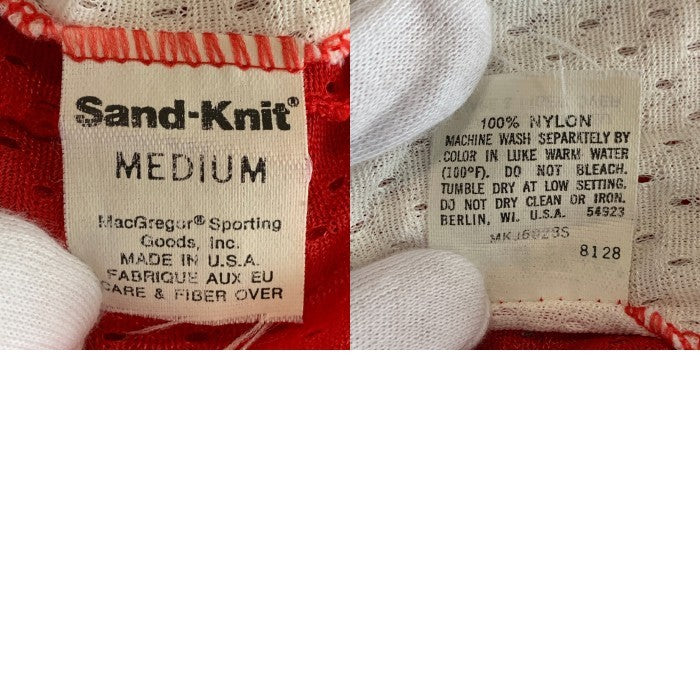 Sand-Knit®
MEDIUM
MacGregor® Sporting
Goods, Inc.
MADE IN U.S.A.
FABRIQUE AUX EU
CARE & FIBER OVER
100% NYLON
MACHINE WASH SEPARATELY BY
COLOR IN LUKE WARM WATER
(100°F). DO NOT BLEACH.
TUMBLE DRY AT LOW SETTING.
DO NOT DRY CLEAN OR IRON.
BERLIN, WI. U.S.A. 54923
8128